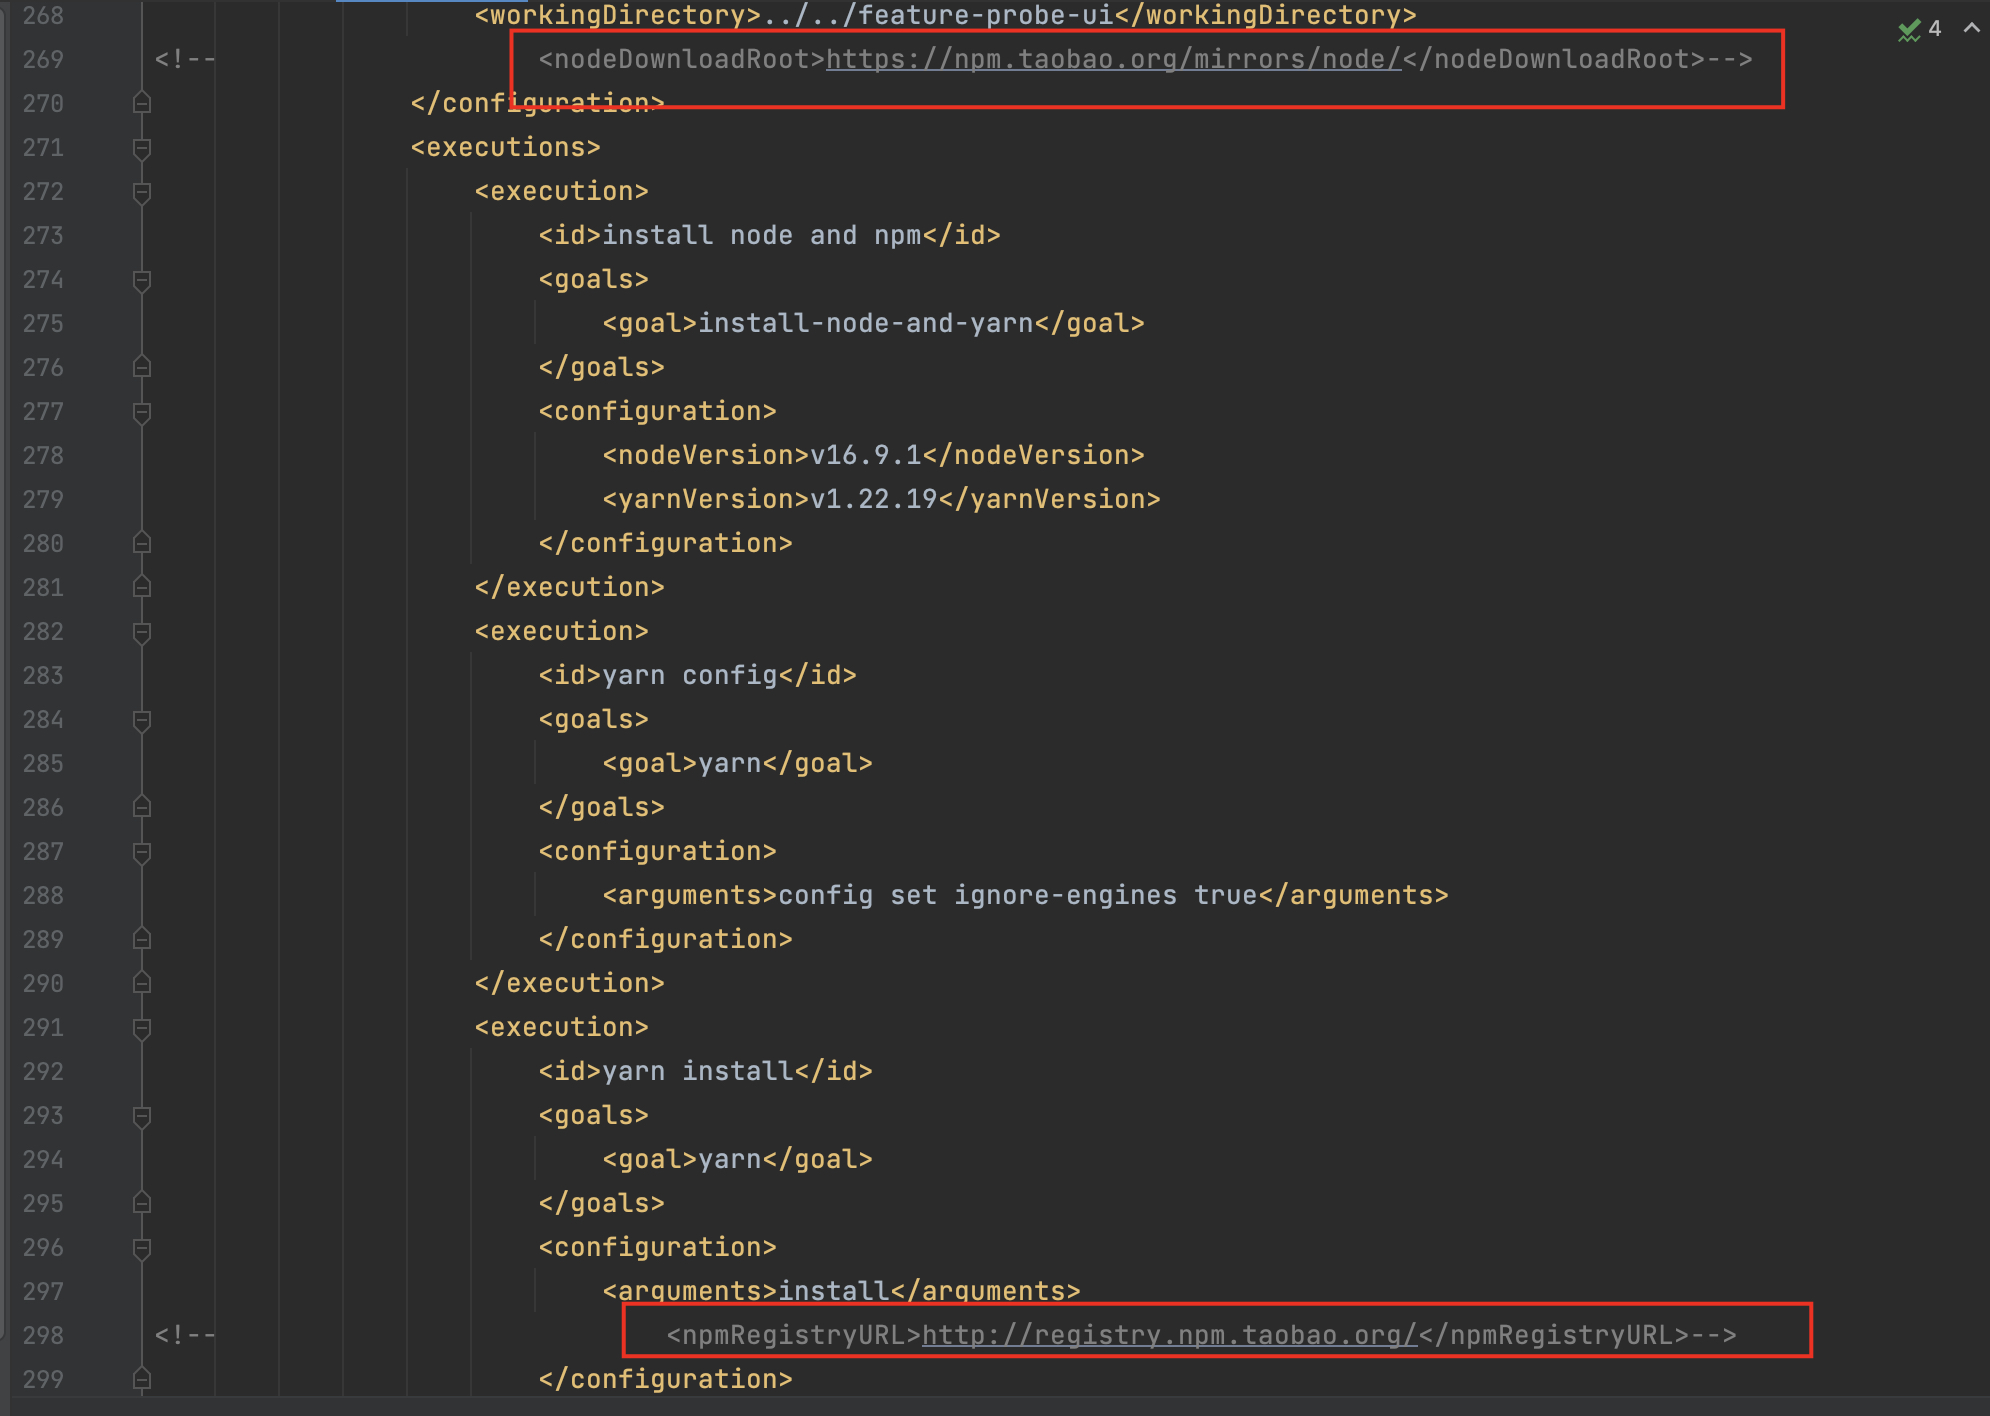 268 <workingDirectory>../../feature-probe-ui</workingDirectory>
4
269 <!-- <nodeDownloadRoot>https://npm.taobao.org/mirrors/node/</nodeDownloadRoot>-->
270 </configuration>
271 <executions>
272 <execution>
273 <id>install node and npm</id>
274 <goals>
275 <goal>install-node-and-yarn</goal>
276 </goals>
277 <configuration>
278 <nodeVersion>v16.9.1</nodeVersion>
279 <yarnVersion>v1.22.19</yarnVersion>
280 </configuration>
281 </execution>
282 <execution>
283 <id>yarn config</id>
284 <goals>
285 <goal>yarn</goal>
286 </goals>
287 <configuration>
288 <arguments>config set ignore-engines true</arguments>
289 </configuration>
290 </execution>
291 <execution>
292 <id>yarn install</id>
293 <goals>
294 <goal>yarn</goal>
295 </goals>
296 <configuration>
297 <arguments>install</arguments>
298 <!-- <npmRegistryURL>http://registry.npm.taobao.org/</npmRegistryURL>-->
299 </configuration>